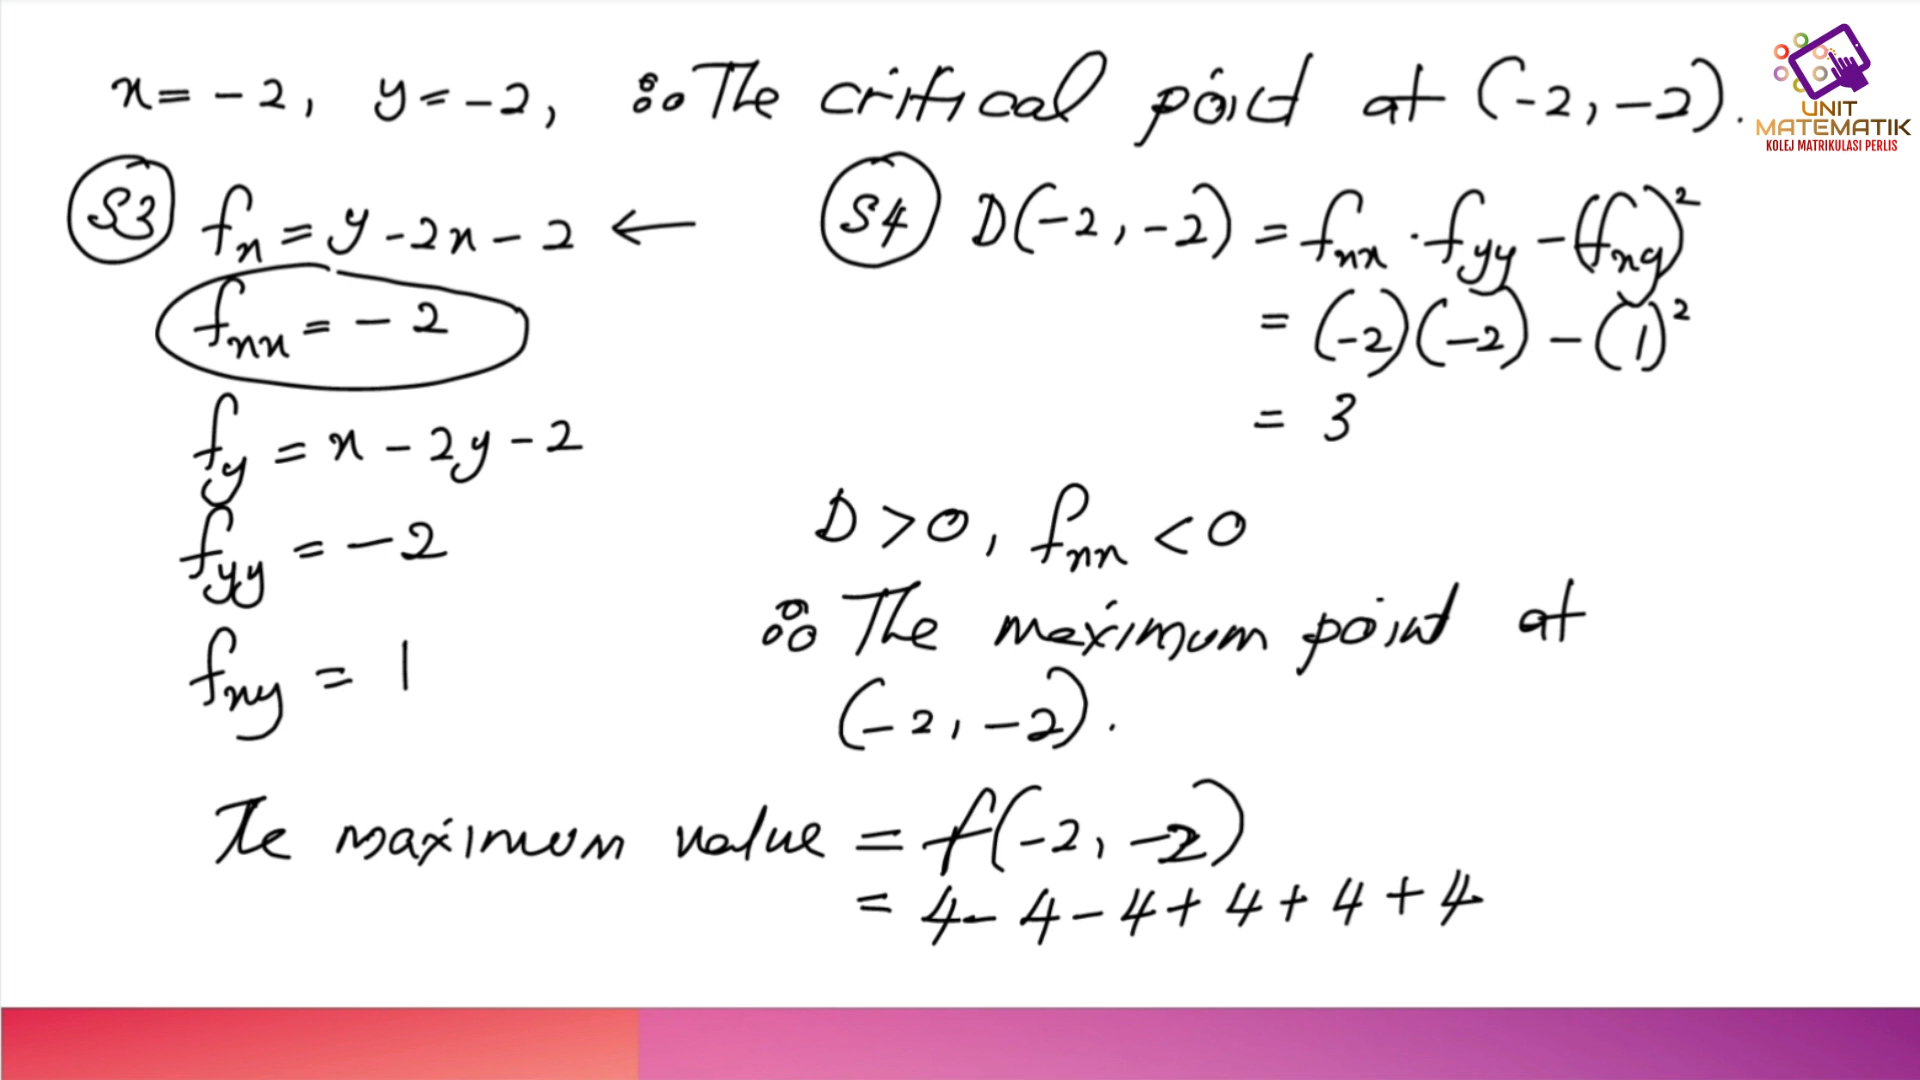 x = -2, y = -2, ∴ The critical point at (-2, -2).
UNIT
MATEMATIK
KOLEJ MATRIKULASI PERLIS
S3 fx = y - 2x - 2 ←
fxx = -2
fy = x - 2y - 2
fyy = -2
fxy = 1
S4 D(-2, -2) = fxx · fyy - (fxy)²
= (-2)(-2) - (1)²
= 3
D > 0, fxx < 0
∴ The maximum point at
(-2, -2).
The maximum value = f(-2, -2)
= 4 - 4 - 4 + 4 + 4 + 4